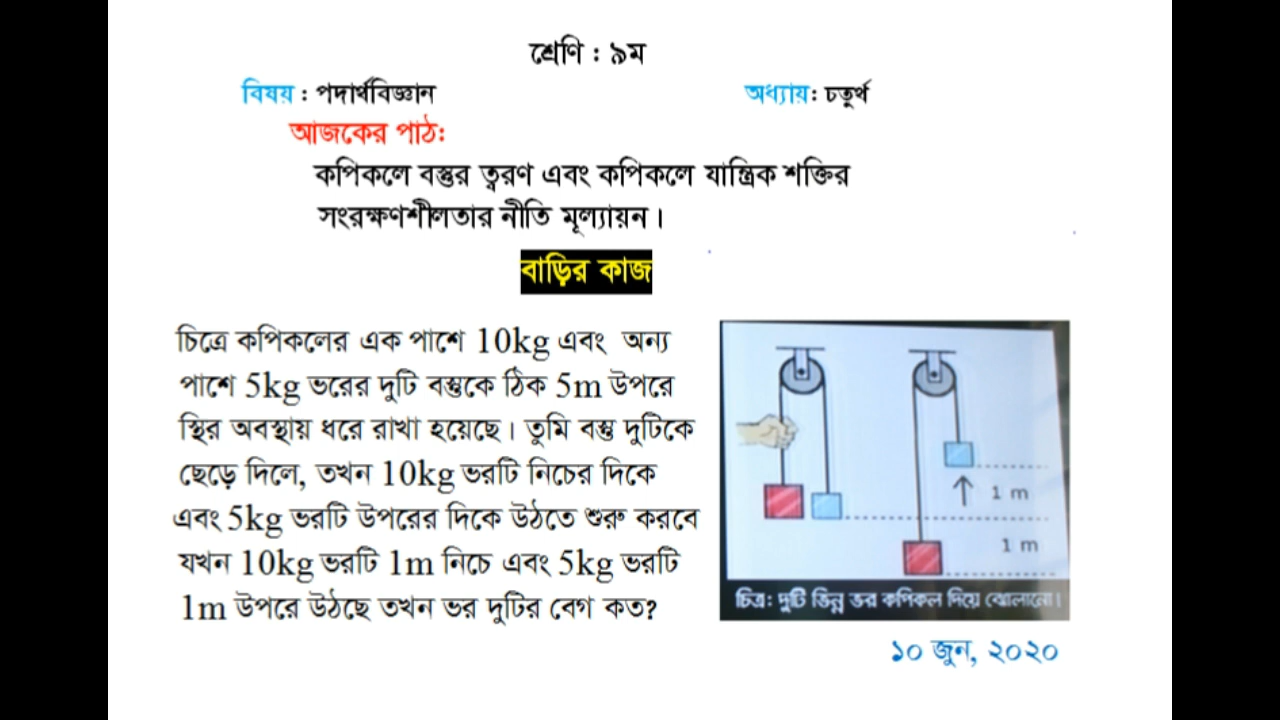 শ্রেণি : ৯ম
বিষয় : পদার্থবিজ্ঞান
অধ্যায়: চতুর্থ
আজকের পাঠ:
কপিকলে বস্তুর ত্বরণ এবং কপিকলে যান্ত্রিক শক্তির
সংরক্ষণশীলতার নীতি মূল্যায়ন।
বাড়ির কাজ
চিত্রে কপিকলের এক পাশে 10kg এবং অন্য
পাশে 5kg ভরের দুটি বস্তুকে ঠিক 5m উপরে
স্থির অবস্থায় ধরে রাখা হয়েছে। তুমি বস্তু দুটিকে
ছেড়ে দিলে, তখন 10kg ভরটি নিচের দিকে
এবং 5kg ভরটি উপরের দিকে উঠতে শুরু করবে
যখন 10kg ভরটি 1m নিচে এবং 5kg ভরটি
1m উপরে উঠছে তখন ভর দুটির বেগ কত?
1 m
1 m
চিত্র: দুটি ভিন্ন ভর কপিকল দিয়ে ঝোলানো।
১০ জুন, ২০২০